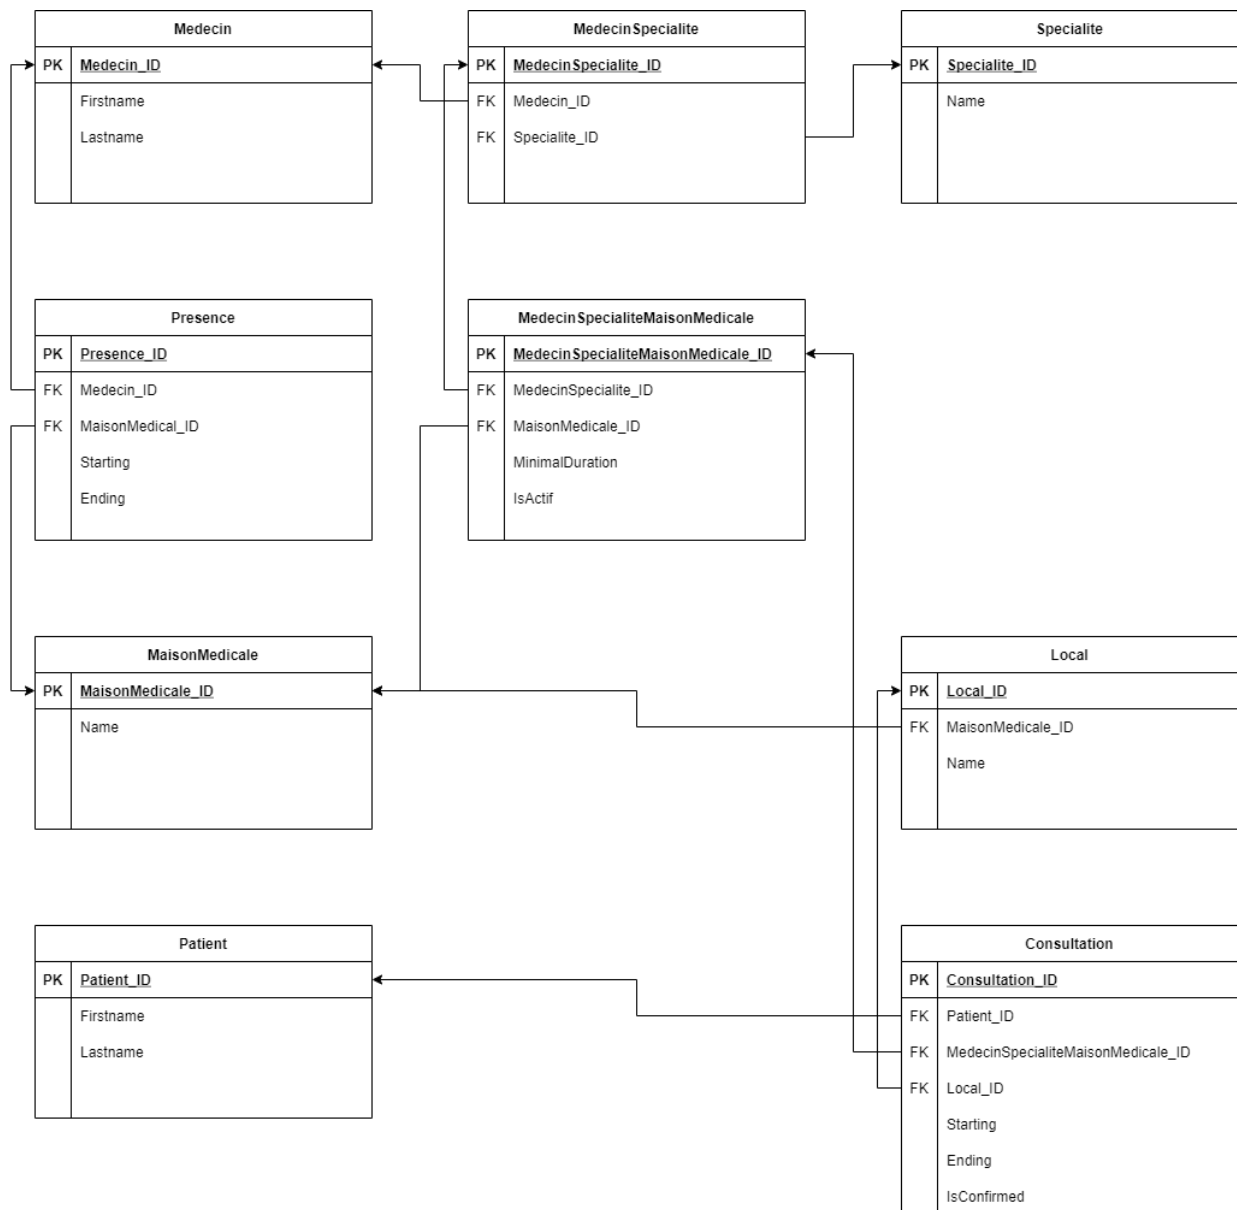 Medecin
PK Medecin_ID
Firstname
Lastname
MedecinSpecialite
PK MedecinSpecialite_ID
FK Medecin_ID
FK Specialite_ID
Specialite
PK Specialite_ID
Name
Presence
PK Presence_ID
FK Medecin_ID
FK MaisonMedical_ID
Starting
Ending
MedecinSpecialiteMaisonMedicale
PK MedecinSpecialiteMaisonMedicale_ID
FK MedecinSpecialite_ID
FK MaisonMedicale_ID
MinimalDuration
IsActif
MaisonMedicale
PK MaisonMedicale_ID
Name
Local
PK Local_ID
FK MaisonMedicale_ID
Name
Patient
PK Patient_ID
Firstname
Lastname
Consultation
PK Consultation_ID
FK Patient_ID
FK MedecinSpecialiteMaisonMedicale_ID
FK Local_ID
Starting
Ending
IsConfirmed